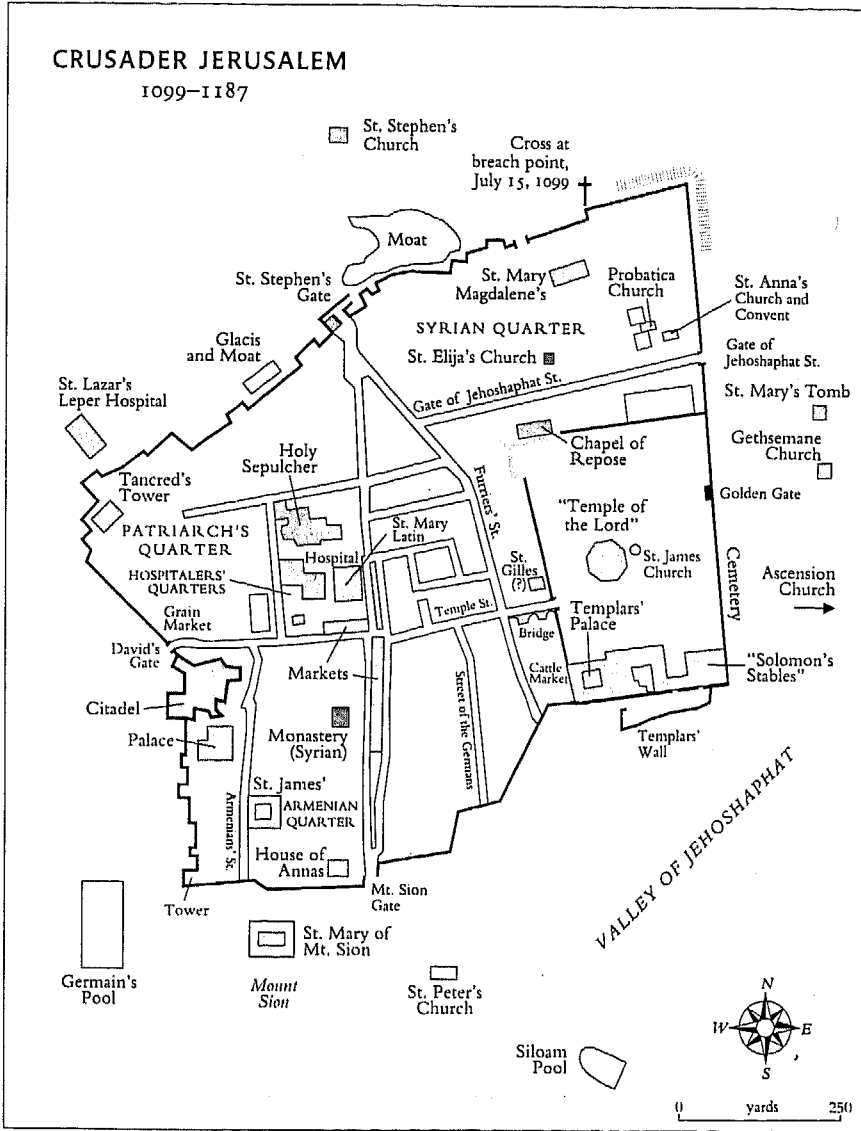 CRUSADER JERUSALEM
1099–1187
St. Stephen's
Church
Cross at
breach point,
July 15, 1099
Moat
St. Stephen's
Gate
St. Mary
Magdalene's
Probatica
Church
St. Anna's
Church and
Convent
SYRIAN QUARTER
Glacis
and Moat
St. Elija's Church
Gate of
Jehoshaphat St.
Gate of Jehoshaphat St.
St. Lazar's
Leper Hospital
St. Mary's Tomb
Chapel of
Repose
Gethsemane
Church
Holy
Sepulcher
Tancred's
Tower
Furriers' St.
Golden Gate
"Temple of
the Lord"
PATRIARCH'S
QUARTER
St. Mary
Latin
Hospital
St. James
Church
HOSPITALERS'
QUARTERS
St.
Gilles
(?)
Cemetery
Ascension
Church
Grain
Market
Temple St.
Templars'
Palace
Bridge
David's
Gate
Markets
Cattle
Market
"Solomon's
Stables"
Citadel
Street of the Germans
Palace
Monastery
(Syrian)
Templars'
Wall
St. James'
ARMENIAN
QUARTER
Armenians' St.
VALLEY OF JEHOSHAPHAT
House of
Annas
Tower
Mt. Sion
Gate
St. Mary of
Mt. Sion
Germain's
Pool
Mount
Sion
St. Peter's
Church
N
W
E
S
Siloam
Pool
0 yards 250